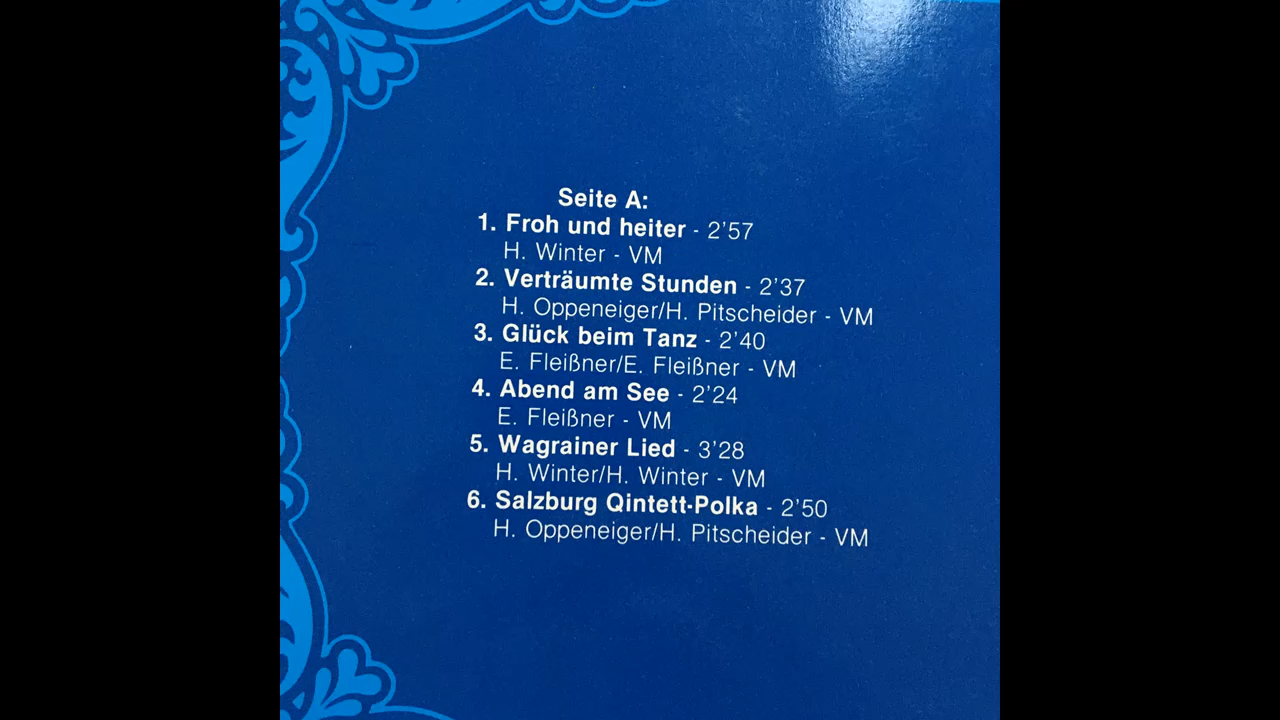 Seite A:
1. Froh und heiter - 2'57
H. Winter - VM
2. Verträumte Stunden - 2'37
H. Oppeneiger/H. Pitscheider - VM
3. Glück beim Tanz - 2'40
E. Fleißner/E. Fleißner - VM
4. Abend am See - 2'24
E. Fleißner - VM
5. Wagrainer Lied - 3'28
H. Winter/H. Winter - VM
6. Salzburg Qintett-Polka - 2'50
H. Oppeneiger/H. Pitscheider - VM